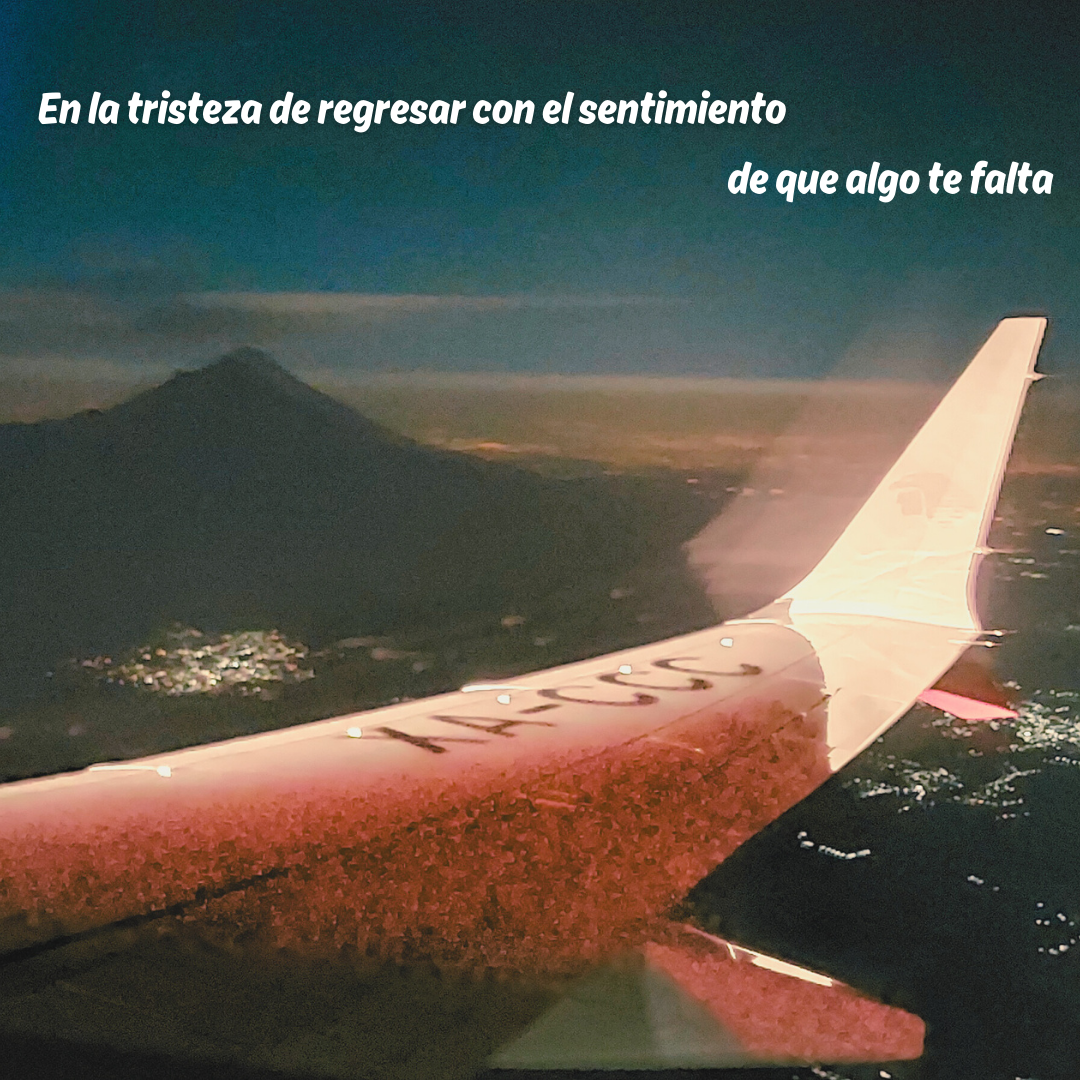 En la tristeza de regresar con el sentimiento
de que algo te falta
XA-CCC